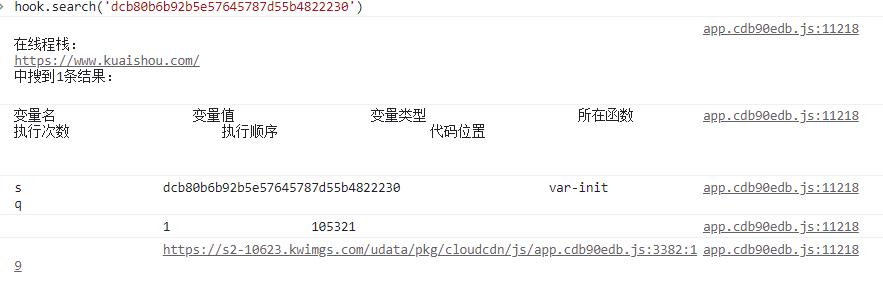 hook.search('dcb80b6b92b5e57645787d55b4822230')
app.cdb90edb.js:11218
在线程栈：
https://www.kuaishou.com/
中搜到1条结果：
变量名 变量值 变量类型 所在函数 app.cdb90edb.js:11218
执行次数 执行顺序 代码位置
s dcb80b6b92b5e57645787d55b4822230 var-init app.cdb90edb.js:11218
q
1 105321 app.cdb90edb.js:11218
https://s2-10623.kwimgs.com/udata/pkg/cloudcdn/js/app.cdb90edb.js:3382:1 app.cdb90edb.js:11218
9